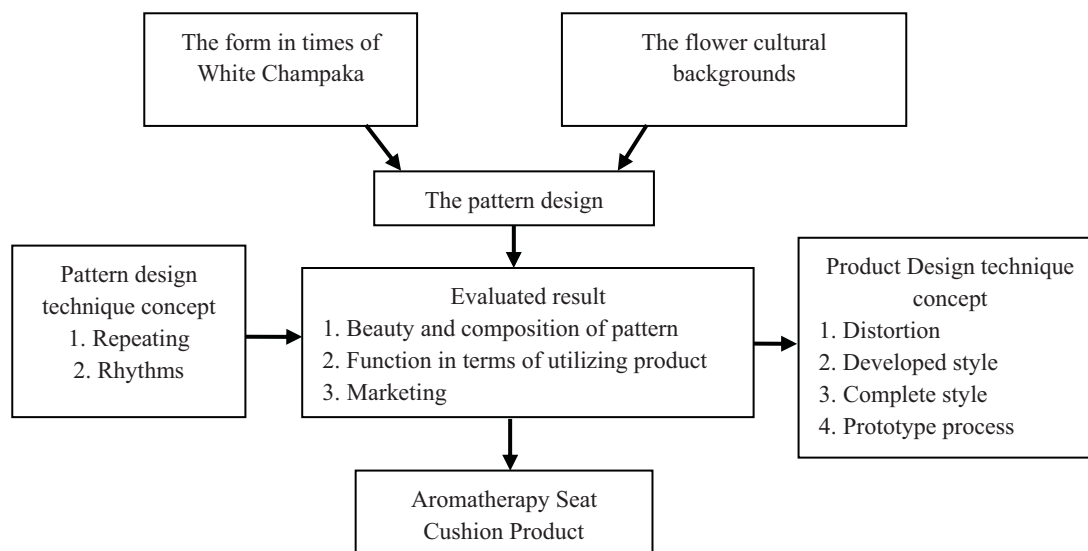 The form in times of
White Champaka
The flower cultural
backgrounds
The pattern design
Pattern design
technique concept
1. Repeating
2. Rhythms
Evaluated result
1. Beauty and composition of pattern
2. Function in terms of utilizing product
3. Marketing
Product Design technique
concept
1. Distortion
2. Developed style
3. Complete style
4. Prototype process
Aromatherapy Seat
Cushion Product